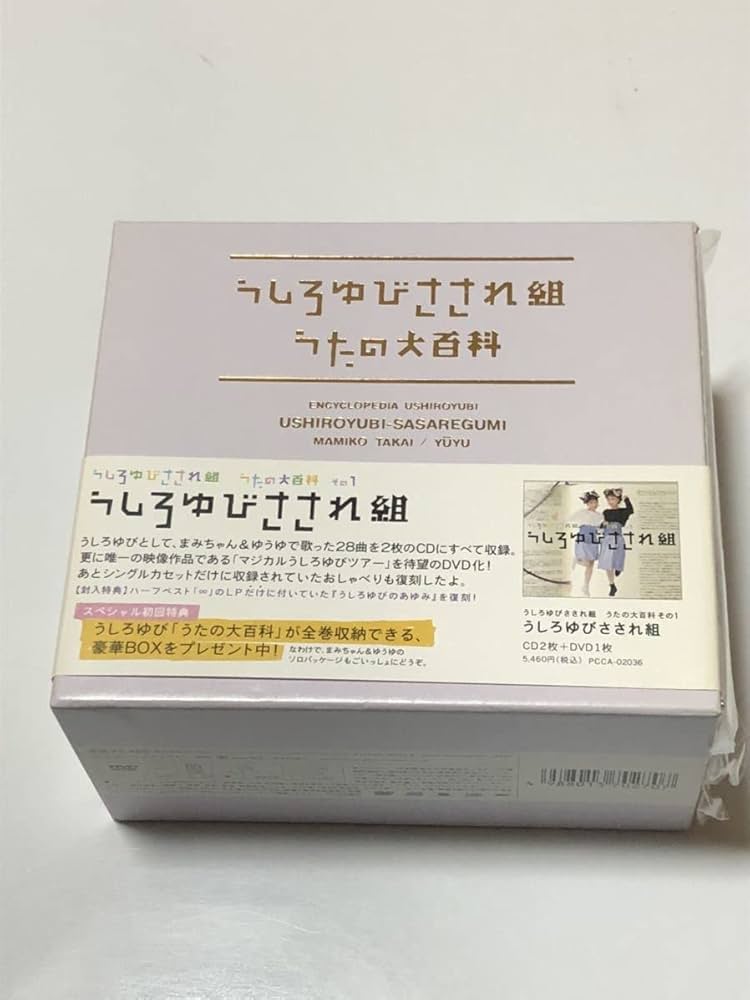 うしろゆびさされ組
うたの大百科
ENCYCLOPEDIA USHIROYUBI
USHIROYUBI-SASAREGUMI
MAMIKO TAKAI / YŪYU
うしろゆびさされ組 うたの大百科 その1
うしろゆびさされ組
うしろゆびとして、まみちゃん&ゆうゆで歌った28曲を2枚のCDにすべて収録。
更に唯一の映像作品である「マジカルうしろゆびツアー」を待望のDVD化!
あとシングルカセットだけに収録されていたおしゃべりも復刻したよ。
【封入特典】ハーフベスト「∞」のLPだけに付いていた『うしろゆびのあゆみ』を復刻!
スペシャル初回特典
うしろゆび「うたの大百科」が全巻収納できる、
豪華BOXをプレゼント中!
なわけで、まみちゃん&ゆうゆの
ソロパッケージもごいっしょにどうぞ。
うしろゆびさされ組
うしろゆびさされ組 うたの大百科 その1
うしろゆびさされ組
CD2枚+DVD1枚
5,460円(税込) PCCA-02036